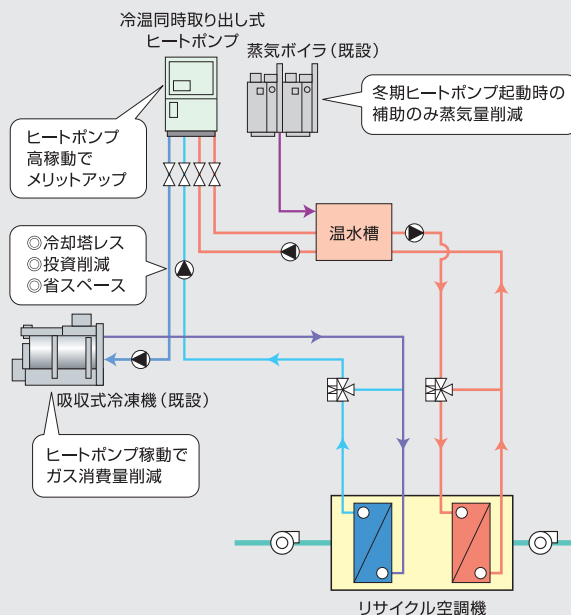 冷温同時取り出し式
ヒートポンプ
蒸気ボイラ(既設)
冬期ヒートポンプ起動時の
補助のみ蒸気量削減
ヒートポンプ
高稼動で
メリットアップ
◎冷却塔レス
◎投資削減
◎省スペース
温水槽
吸収式冷凍機(既設)
ヒートポンプ稼動で
ガス消費量削減
リサイクル空調機